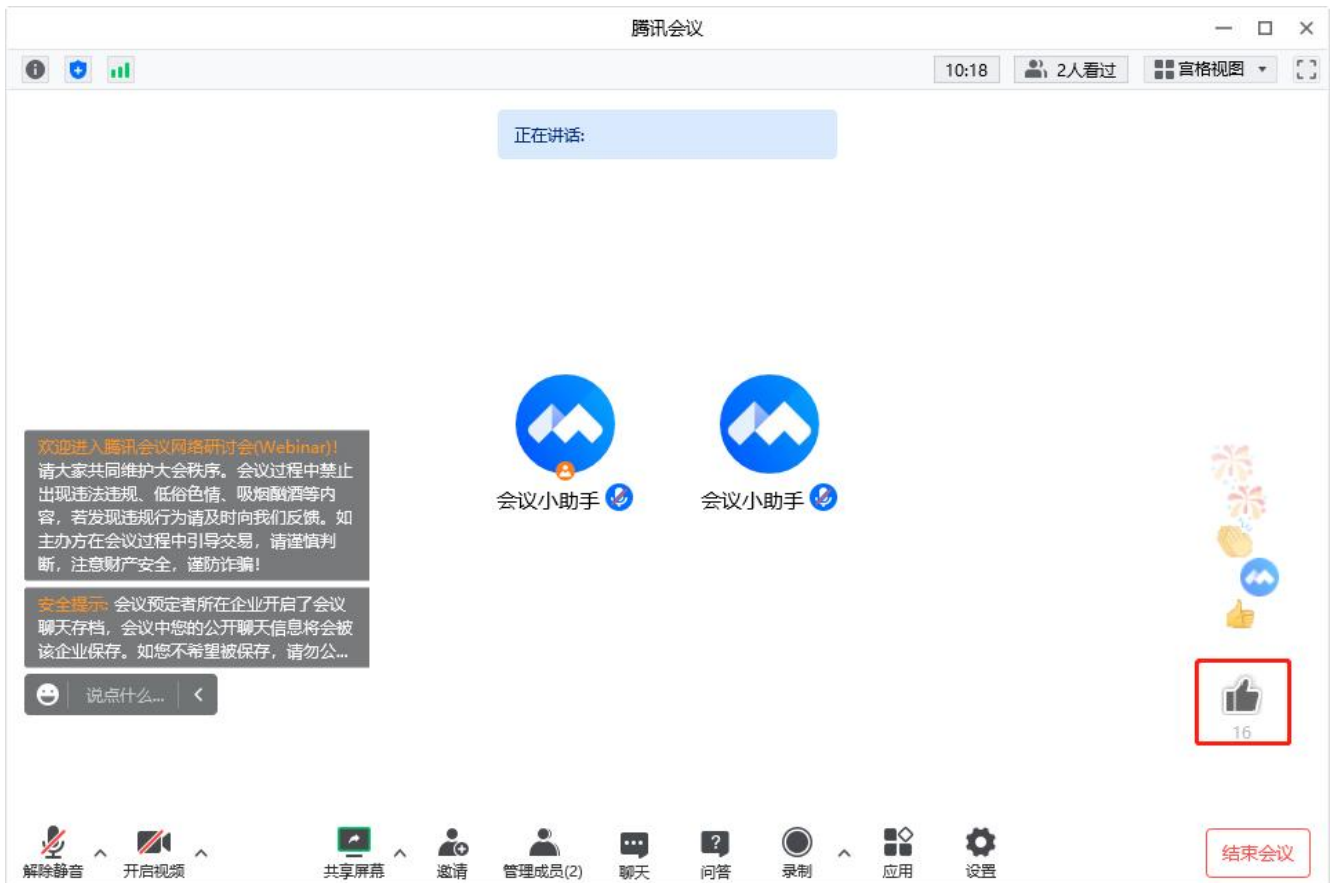 腾讯会议
10:18
2人看过
宫格视图
正在讲话:
会议小助手
会议小助手
欢迎进入腾讯会议网络研讨会(Webinar)!
请大家共同维护大会秩序。会议过程中禁止
出现违法违规、低俗色情、吸烟酗酒等内
容，若发现违规行为请及时向我们反馈。如
主办方在会议过程中引导交易，请谨慎判
断，注意财产安全，谨防诈骗！
安全提示: 会议预定者所在企业开启了会议
聊天存档，会议中您的公开聊天信息将会被
该企业保存。如您不希望被保存，请勿公...
说点什么...
16
解除静音
开启视频
共享屏幕
邀请
管理成员(2)
聊天
问答
录制
应用
设置
结束会议